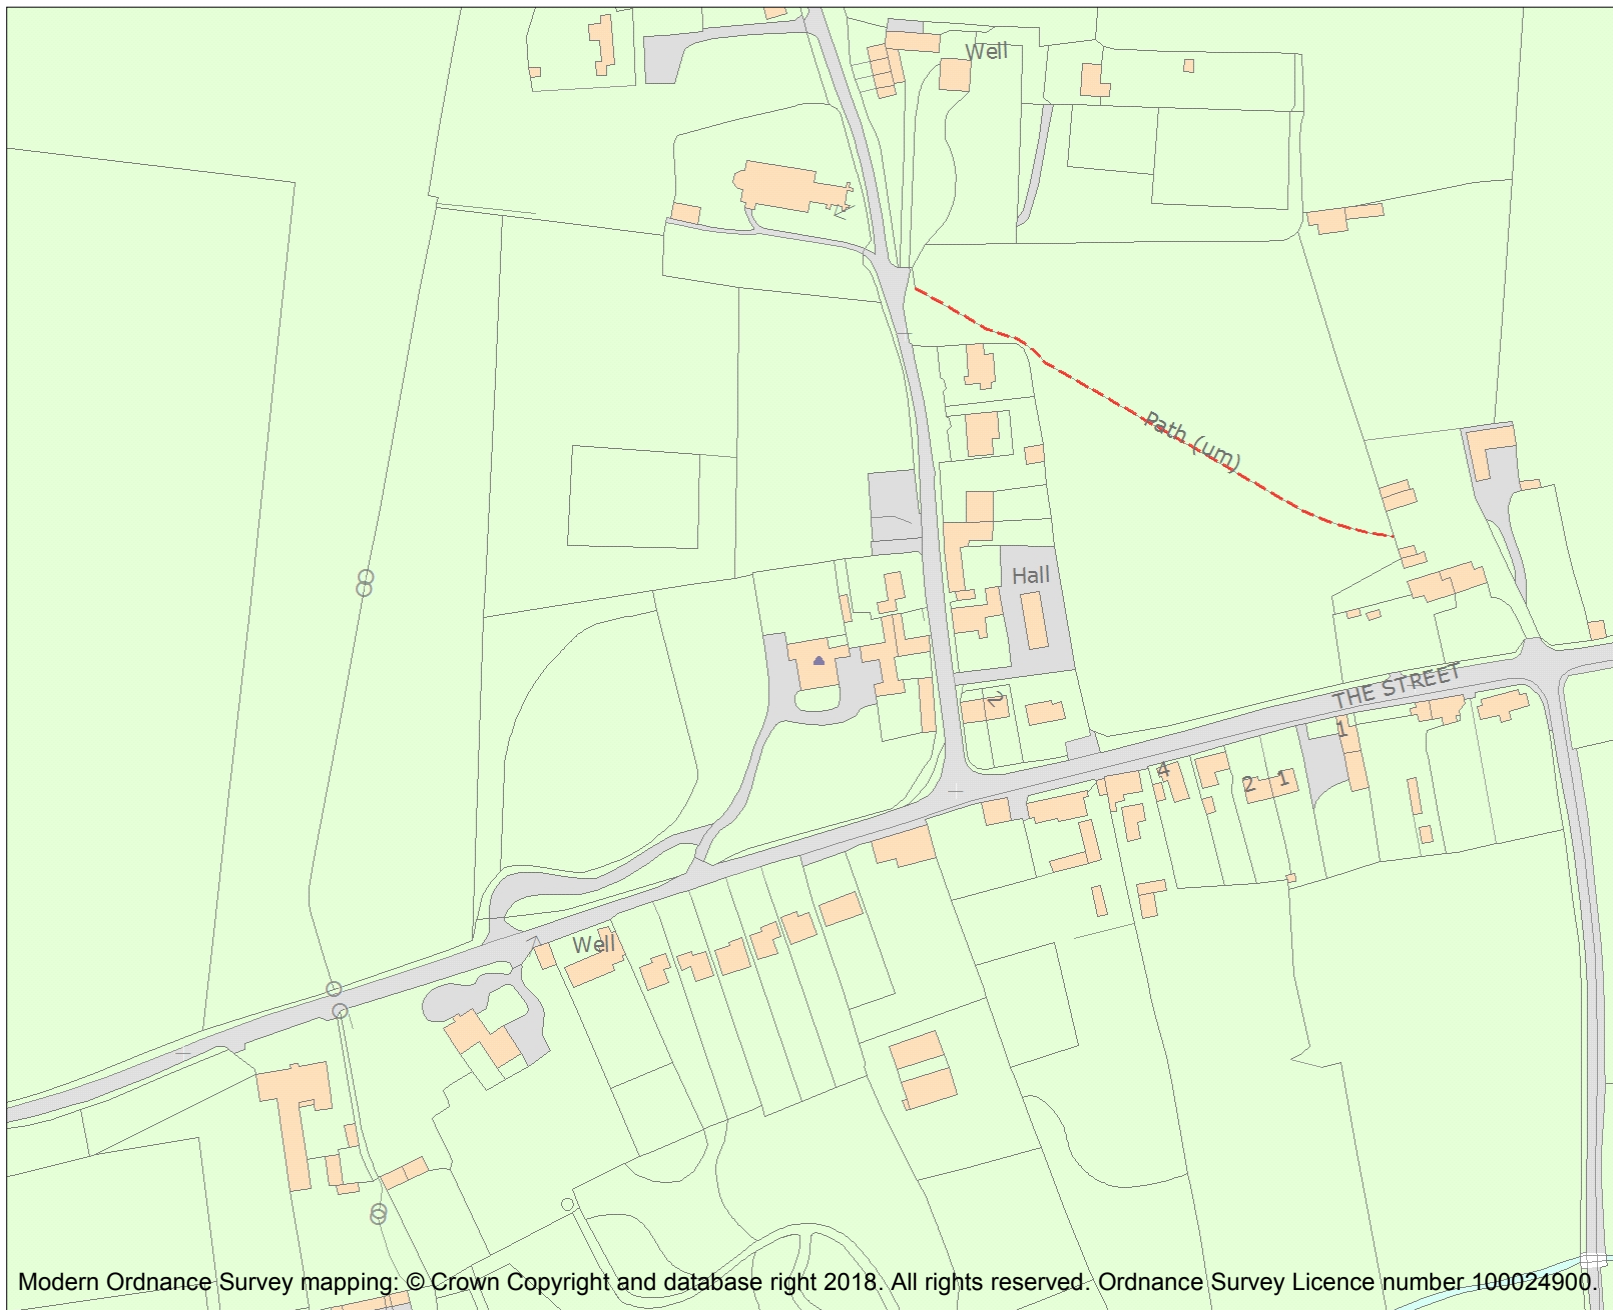 Well
Path (um)
Hall
2
THE STREET
1
4
2
1
Well
Modern Ordnance Survey mapping: © Crown Copyright and database right 2018. All rights reserved. Ordnance Survey Licence number 100024900.